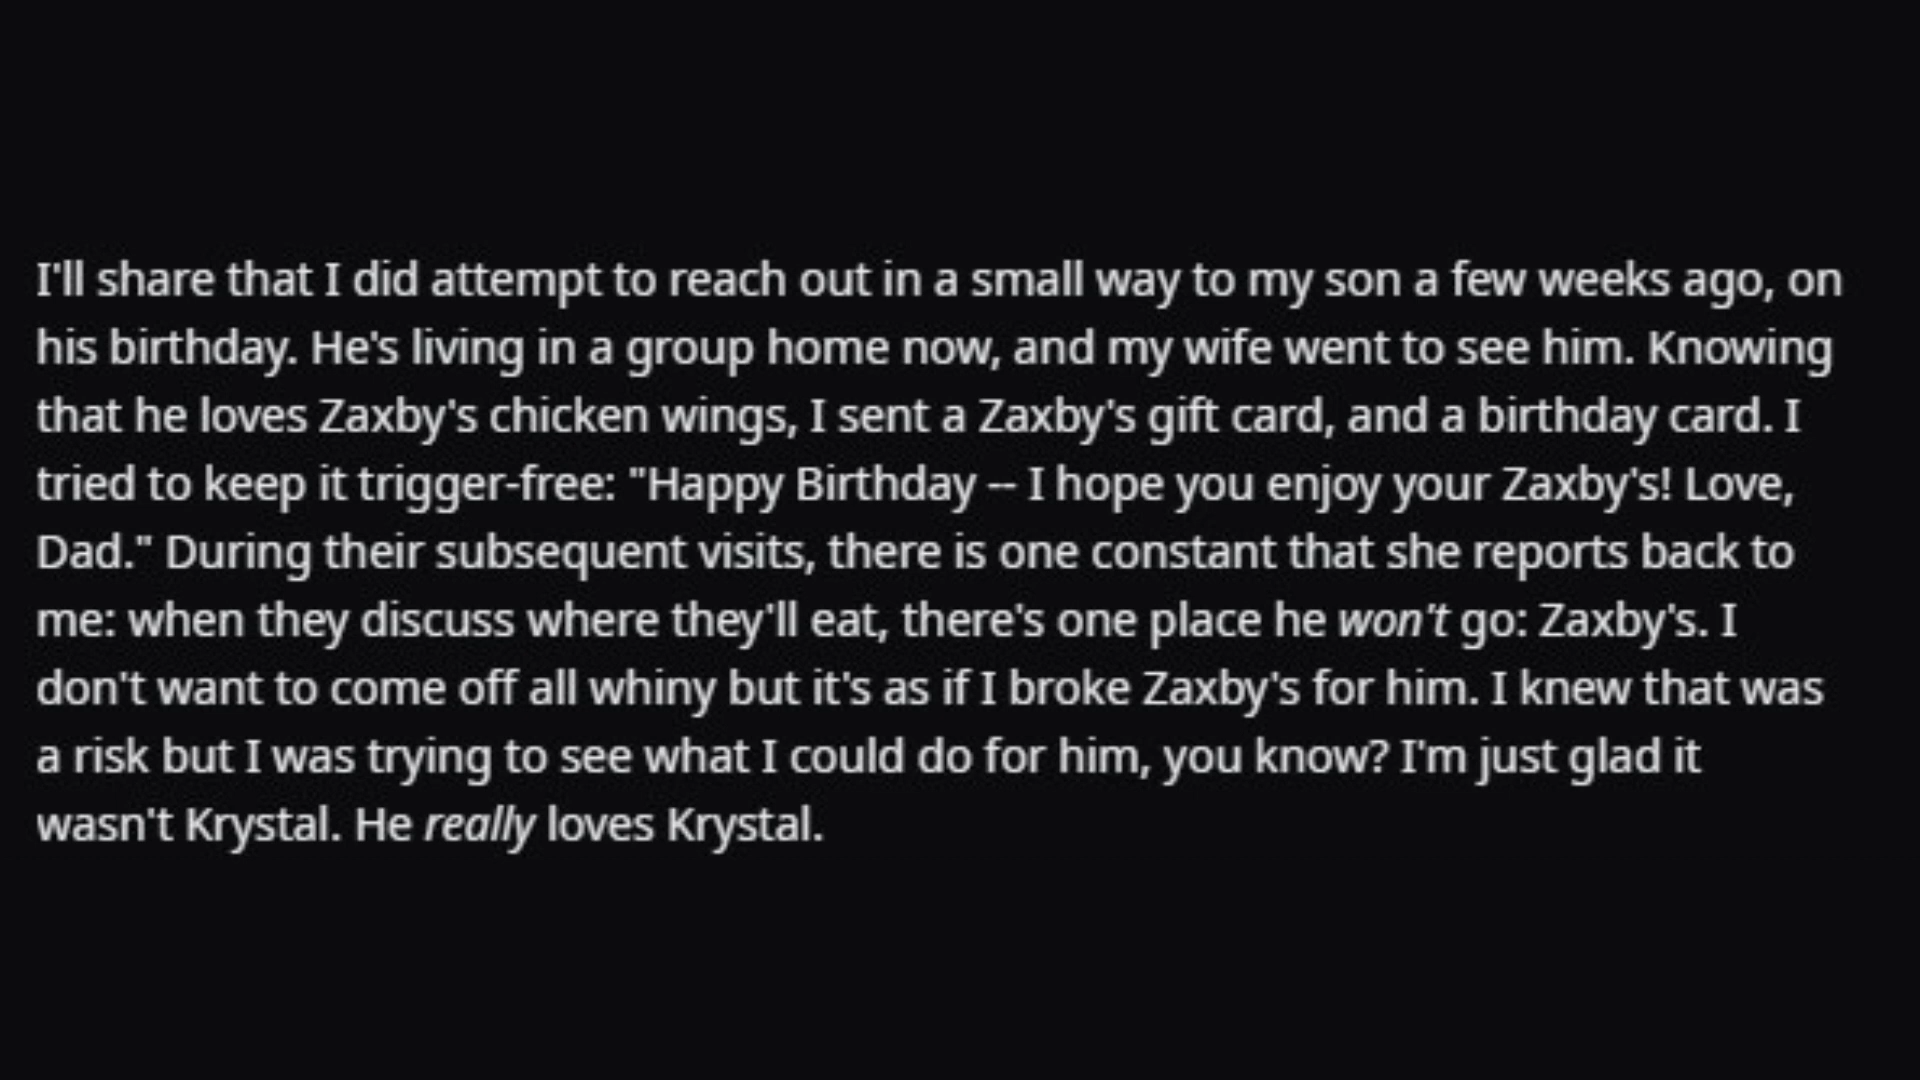 I'll share that I did attempt to reach out in a small way to my son a few weeks ago, on
his birthday. He's living in a group home now, and my wife went to see him. Knowing
that he loves Zaxby's chicken wings, I sent a Zaxby's gift card, and a birthday card. I
tried to keep it trigger-free: "Happy Birthday -- I hope you enjoy your Zaxby's! Love,
Dad." During their subsequent visits, there is one constant that she reports back to
me: when they discuss where they'll eat, there's one place he won't go: Zaxby's. I
don't want to come off all whiny but it's as if I broke Zaxby's for him. I knew that was
a risk but I was trying to see what I could do for him, you know? I'm just glad it
wasn't Krystal. He really loves Krystal.